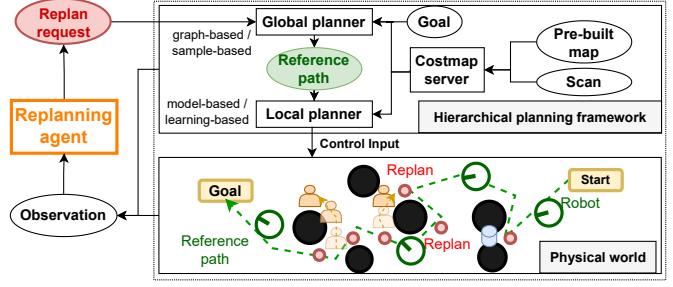 Replan
request
graph-based /
sample-based
Global planner
Goal
Reference
path
Costmap
server
Pre-built
map
Scan
model-based /
learning-based
Local planner
Hierarchical planning framework
Replanning
agent
Control Input
Observation
Goal
Replan
Start
Robot
Reference
path
Replan
Physical world